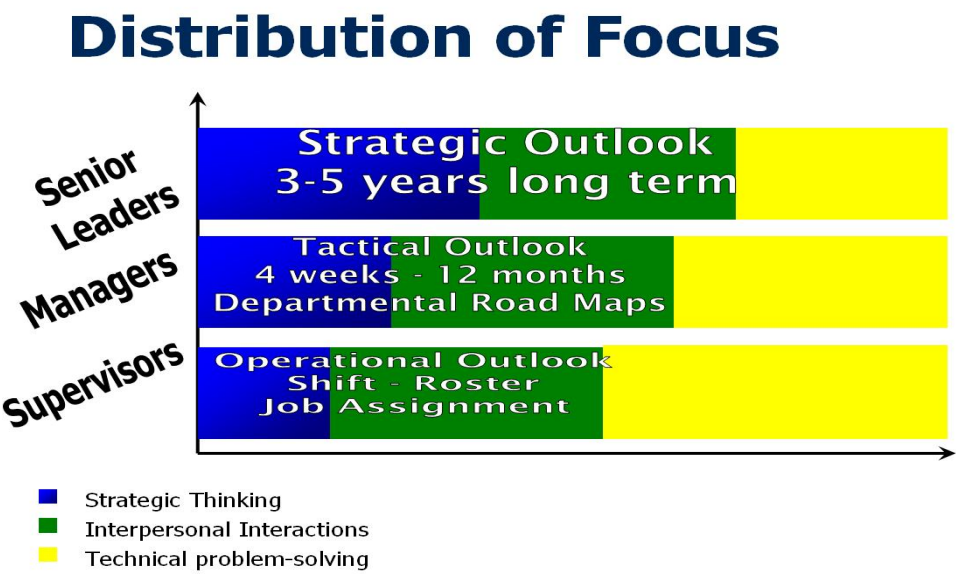 Distribution of Focus
Senior
Leaders
Strategic Outlook
3-5 years long term
Managers
Tactical Outlook
4 weeks - 12 months
Departmental Road Maps
Supervisors
Operational Outlook
Shift - Roster
Job Assignment
Strategic Thinking
Interpersonal Interactions
Technical problem-solving